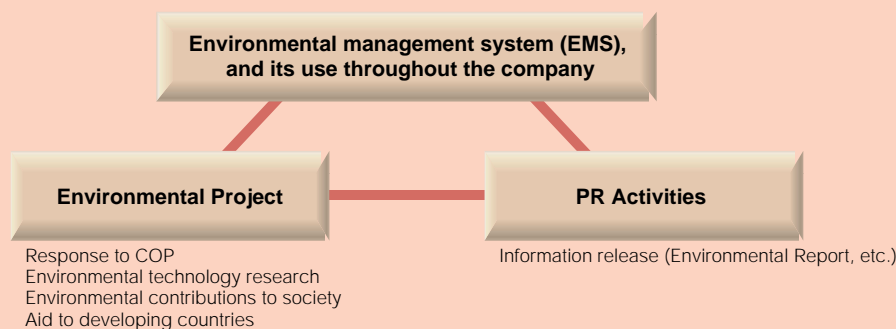 Environmental management system (EMS),
and its use throughout the company
Environmental Project
PR Activities
Response to COP
Environmental technology research
Environmental contributions to society
Aid to developing countries
Information release (Environmental Report, etc.)